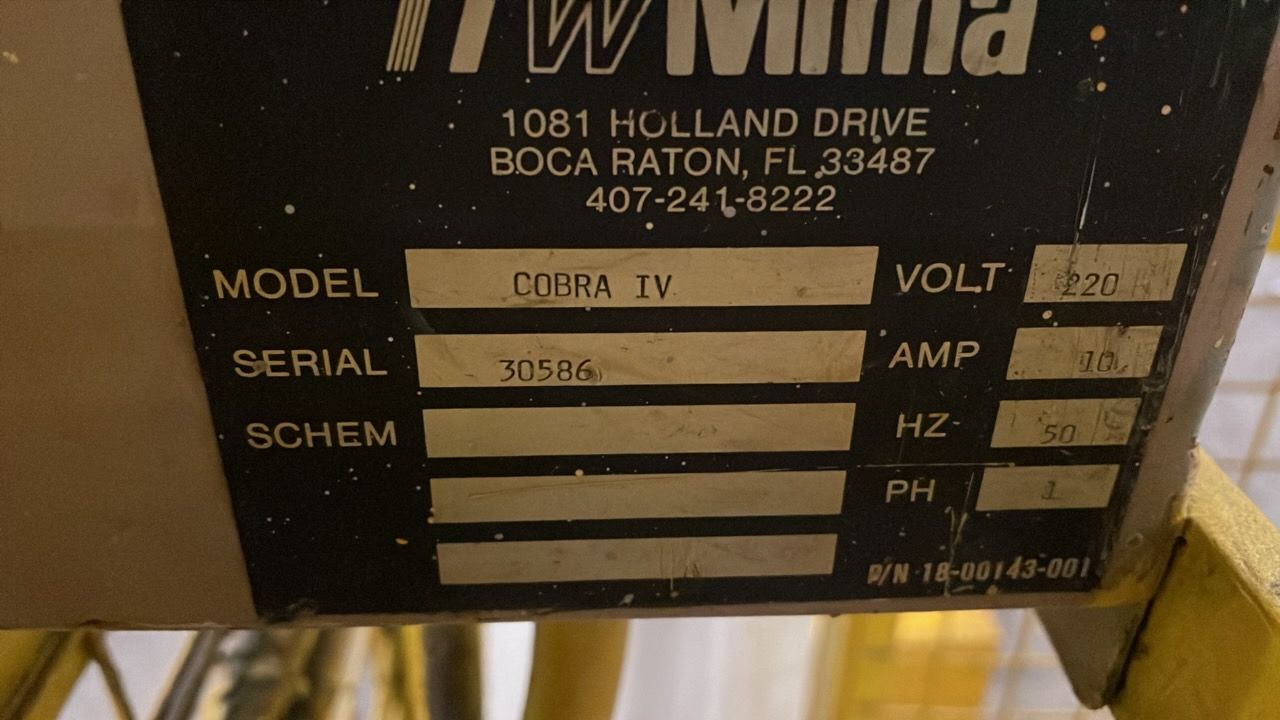 ITW Mima
1081 HOLLAND DRIVE
BOCA RATON, FL 33487
407-241-8222
MODEL COBRA IV VOLT 220
SERIAL 30586 AMP 10
SCHEM HZ 50
PH 1
P/N 18-00143-001